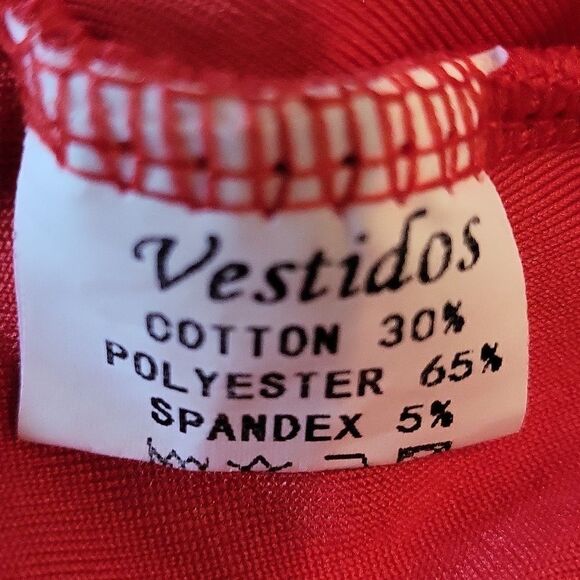 Vestidos
COTTON 30%
POLYESTER 65%
SPANDEX 5%